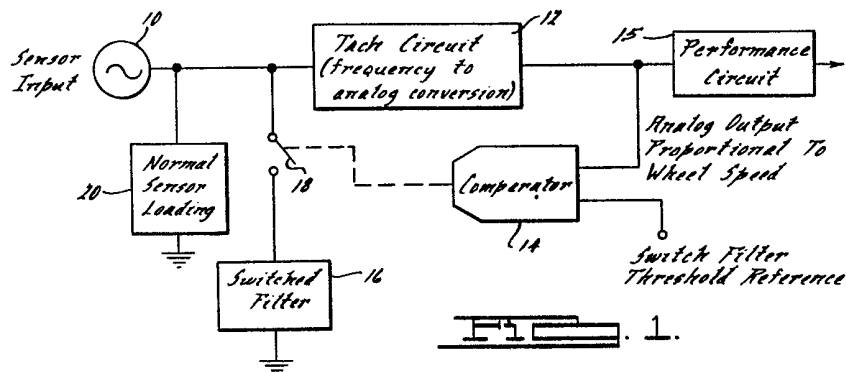 10
Sensor
Input
Tach Circuit
(frequency to
analog conversion)
12
15
Performance
Circuit
Normal
Sensor
Loading
20
18
Comparator
14
Analog Output
Proportional To
Wheel Speed
Switch Filter
Threshold Reference
Switched
Filter
16
. 1.